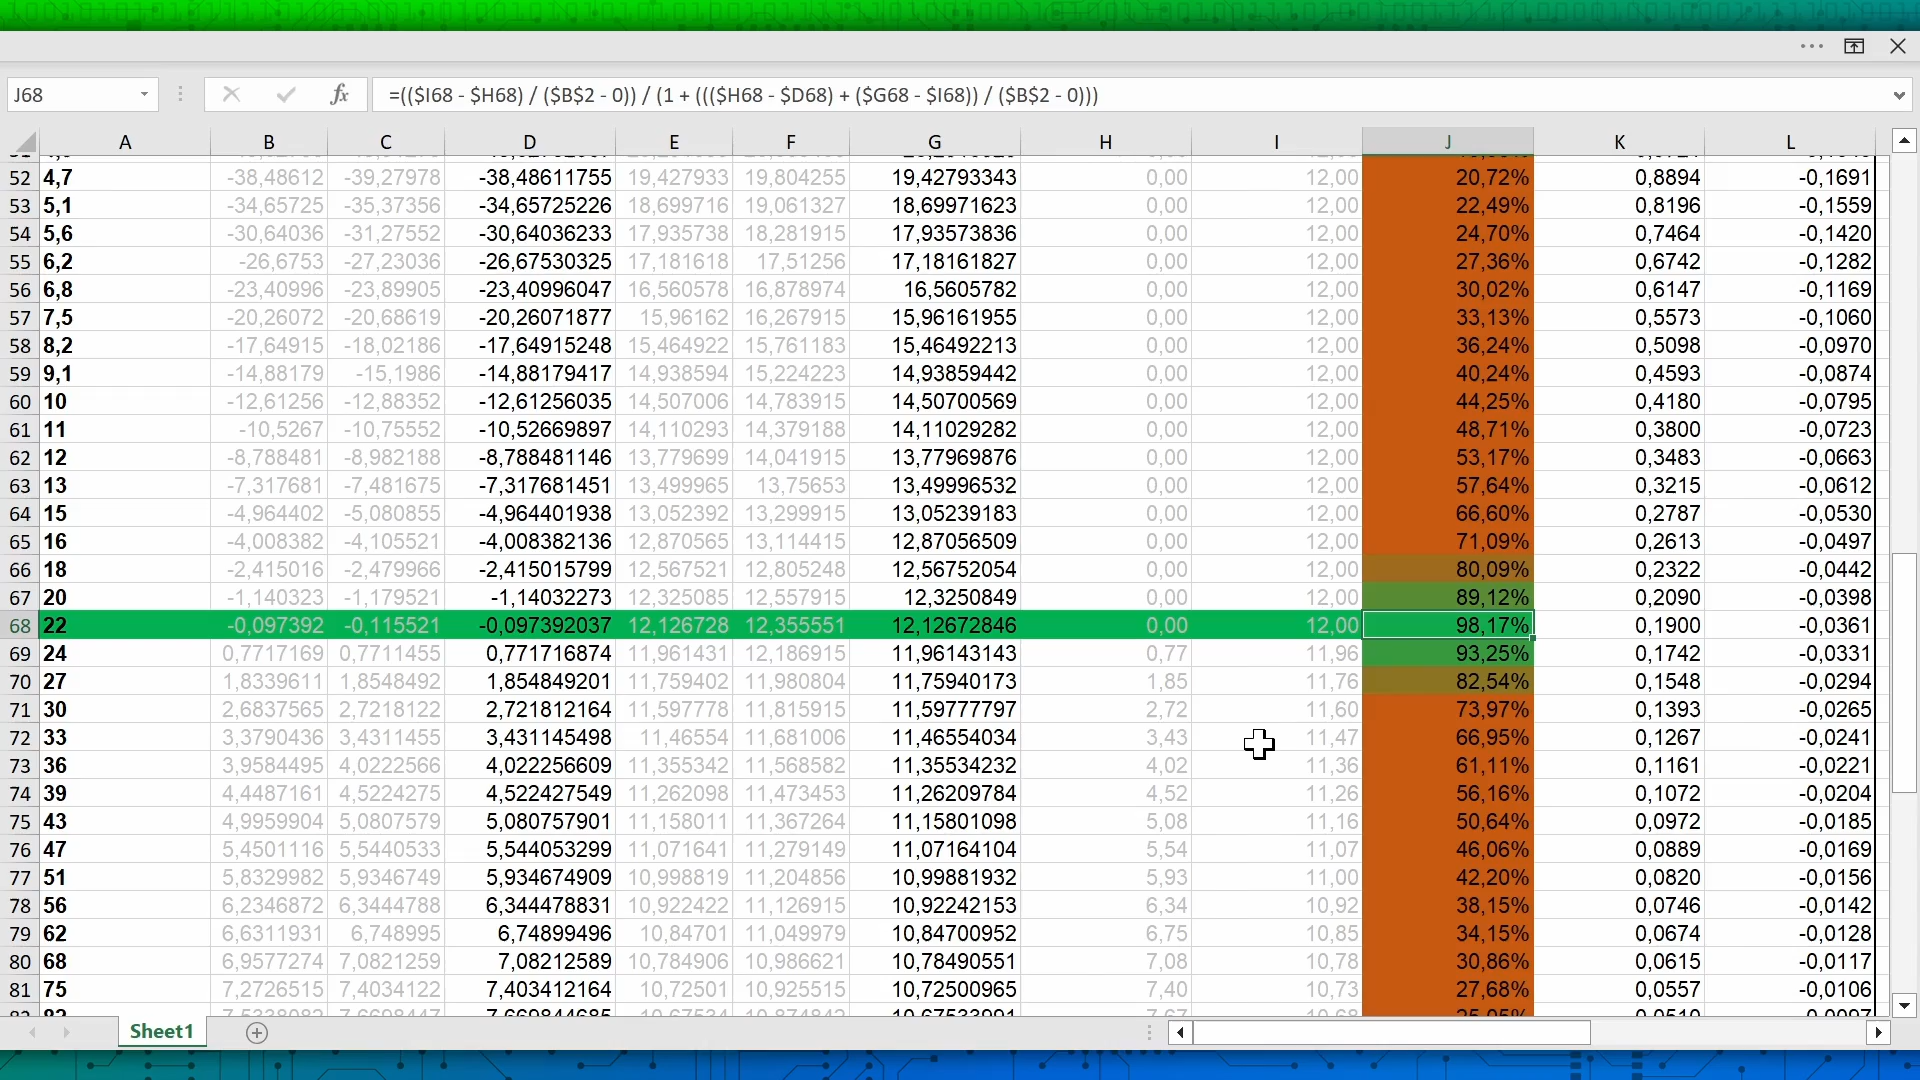 J68
fx
=(($I68 - $H68) / ($B$2 - 0)) / (1 + ((($H68 - $D68) + ($G68 - $I68)) / ($B$2 - 0)))
A B C D E F G H I J K L
52 4,7 -38,48612 -39,27978 -38,48611755 19,427933 19,804255 19,42793343 0,00 12,00 20,72% 0,8894 -0,1691
53 5,1 -34,65725 -35,37356 -34,65725226 18,699716 19,061327 18,69971623 0,00 12,00 22,49% 0,8196 -0,1559
54 5,6 -30,64036 -31,27552 -30,64036233 17,935738 18,281915 17,93573836 0,00 12,00 24,70% 0,7464 -0,1420
55 6,2 -26,6753 -27,23036 -26,67530325 17,181618 17,51256 17,18161827 0,00 12,00 27,36% 0,6742 -0,1282
56 6,8 -23,40996 -23,89905 -23,40996047 16,560578 16,878974 16,5605782 0,00 12,00 30,02% 0,6147 -0,1169
57 7,5 -20,26072 -20,68619 -20,26071877 15,96162 16,267915 15,96161955 0,00 12,00 33,13% 0,5573 -0,1060
58 8,2 -17,64915 -18,02186 -17,64915248 15,464922 15,761183 15,46492213 0,00 12,00 36,24% 0,5098 -0,0970
59 9,1 -14,88179 -15,1986 -14,88179417 14,938594 15,224223 14,93859442 0,00 12,00 40,24% 0,4593 -0,0874
60 10 -12,61256 -12,88352 -12,61256035 14,507006 14,783915 14,50700569 0,00 12,00 44,25% 0,4180 -0,0795
61 11 -10,5267 -10,75552 -10,52669897 14,110293 14,379188 14,11029282 0,00 12,00 48,71% 0,3800 -0,0723
62 12 -8,788481 -8,982188 -8,788481146 13,779699 14,041915 13,77969876 0,00 12,00 53,17% 0,3483 -0,0663
63 13 -7,317681 -7,481675 -7,317681451 13,499965 13,75653 13,49996532 0,00 12,00 57,64% 0,3215 -0,0612
64 15 -4,964402 -5,080855 -4,964401938 13,052392 13,299915 13,05239183 0,00 12,00 66,60% 0,2787 -0,0530
65 16 -4,008382 -4,105521 -4,008382136 12,870565 13,114415 12,87056509 0,00 12,00 71,09% 0,2613 -0,0497
66 18 -2,415016 -2,479966 -2,415015799 12,567521 12,805248 12,56752054 0,00 12,00 80,09% 0,2322 -0,0442
67 20 -1,140323 -1,179521 -1,14032273 12,325085 12,557915 12,3250849 0,00 12,00 89,12% 0,2090 -0,0398
68 22 -0,097392 -0,115521 -0,097392037 12,126728 12,355551 12,12672846 0,00 12,00 98,17% 0,1900 -0,0361
69 24 0,7717169 0,7711455 0,771716874 11,961431 12,186915 11,96143143 0,77 11,96 93,25% 0,1742 -0,0331
70 27 1,8339611 1,8548492 1,854849201 11,759402 11,980804 11,75940173 1,85 11,76 82,54% 0,1548 -0,0294
71 30 2,6837565 2,7218122 2,721812164 11,597778 11,815915 11,59777797 2,72 11,60 73,97% 0,1393 -0,0265
72 33 3,3790436 3,4311455 3,431145498 11,46554 11,681006 11,46554034 3,43 11,47 66,95% 0,1267 -0,0241
73 36 3,9584495 4,0222566 4,022256609 11,355342 11,568582 11,35534232 4,02 11,36 61,11% 0,1161 -0,0221
74 39 4,4487161 4,5224275 4,522427549 11,262098 11,473453 11,26209784 4,52 11,26 56,16% 0,1072 -0,0204
75 43 4,9959904 5,0807579 5,080757901 11,158011 11,367264 11,15801098 5,08 11,16 50,64% 0,0972 -0,0185
76 47 5,4501116 5,5440533 5,544053299 11,071641 11,279149 11,07164104 5,54 11,07 46,06% 0,0889 -0,0169
77 51 5,8329982 5,9346749 5,934674909 10,998819 11,204856 10,99881932 5,93 11,00 42,20% 0,0820 -0,0156
78 56 6,2346872 6,3444788 6,344478831 10,922422 11,126915 10,92242153 6,34 10,92 38,15% 0,0746 -0,0142
79 62 6,6311931 6,748995 6,74899496 10,84701 11,049979 10,84700952 6,75 10,85 34,15% 0,0674 -0,0128
80 68 6,9577274 7,0821259 7,08212589 10,784906 10,986621 10,78490551 7,08 10,78 30,86% 0,0615 -0,0117
81 75 7,2726515 7,4034122 7,403412164 10,72501 10,925515 10,72500965 7,40 10,73 27,68% 0,0557 -0,0106
Sheet1